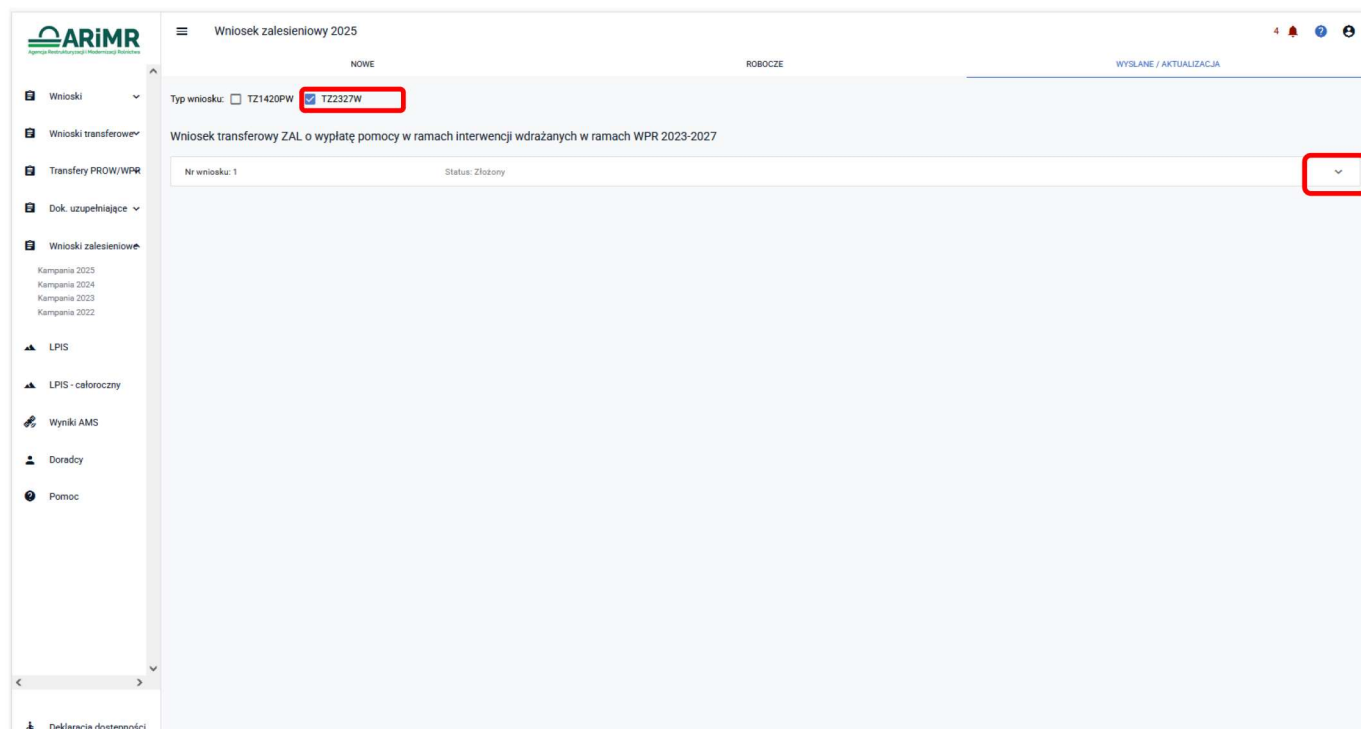 ARiMR
Agencja Restrukturyzacji i Modernizacji Rolnictwa
Wniosek zalesieniowy 2025
4
NOWE
ROBOCZE
WYSŁANE / AKTUALIZACJA
Wnioski
Wnioski transferowe
Transfery PROW/WPR
Dok. uzupełniające
Wnioski zalesieniowe
Kampania 2025
Kampania 2024
Kampania 2023
Kampania 2022
LPIS
LPIS - całoroczny
Wyniki AMS
Doradcy
Pomoc
Deklaracja dostępności
Typ wniosku: TZ1420PW TZ2327W
Wniosek transferowy ZAL o wypłatę pomocy w ramach interwencji wdrażanych w ramach WPR 2023-2027
Nr wniosku: 1 Status: Złożony